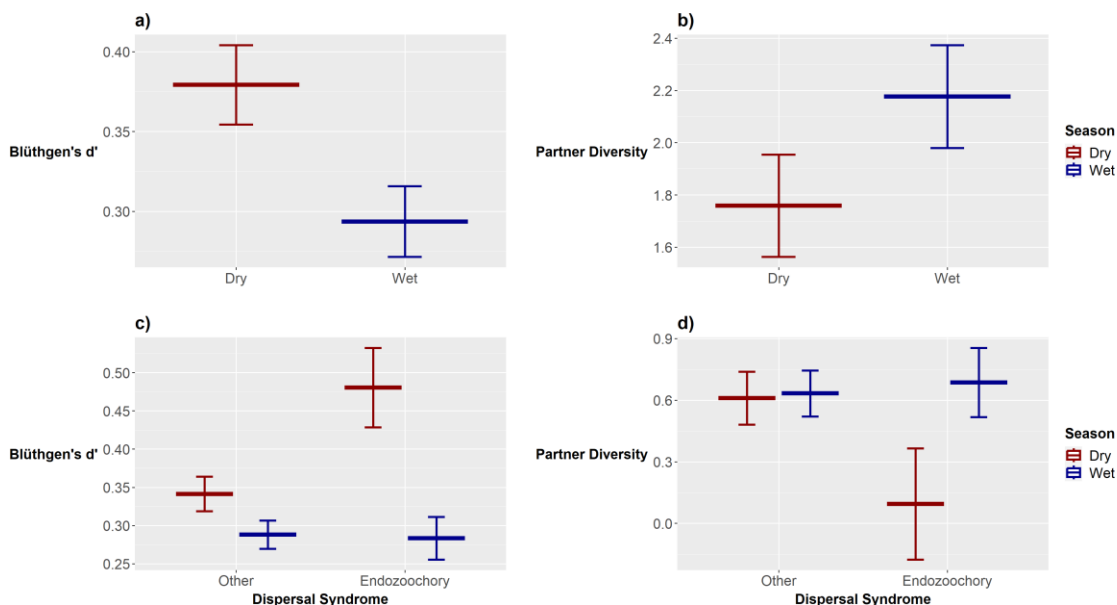 a)
0.40
0.35
0.30
Blüthgen's d'
Dry
Wet
b)
2.4
2.2
2.0
1.8
1.6
Partner Diversity
Dry
Wet
Season
Dry
Wet
c)
0.50
0.45
0.40
0.35
0.30
0.25
Blüthgen's d'
Other
Endozoochory
Dispersal Syndrome
d)
0.9
0.6
0.3
0.0
Partner Diversity
Other
Endozoochory
Dispersal Syndrome
Season
Dry
Wet